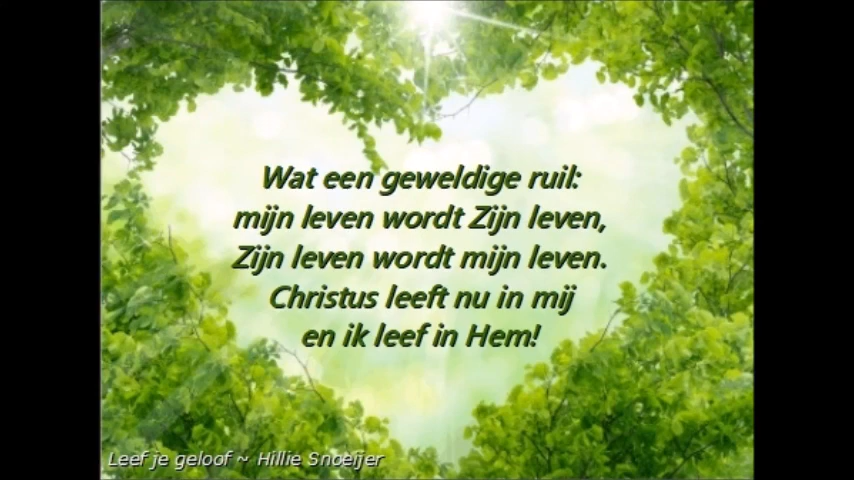 Wat een geweldige ruil:
mijn leven wordt Zijn leven,
Zijn leven wordt mijn leven.
Christus leeft nu in mij
en ik leef in Hem!
Leef je geloof ~ Hillie Snoeijer